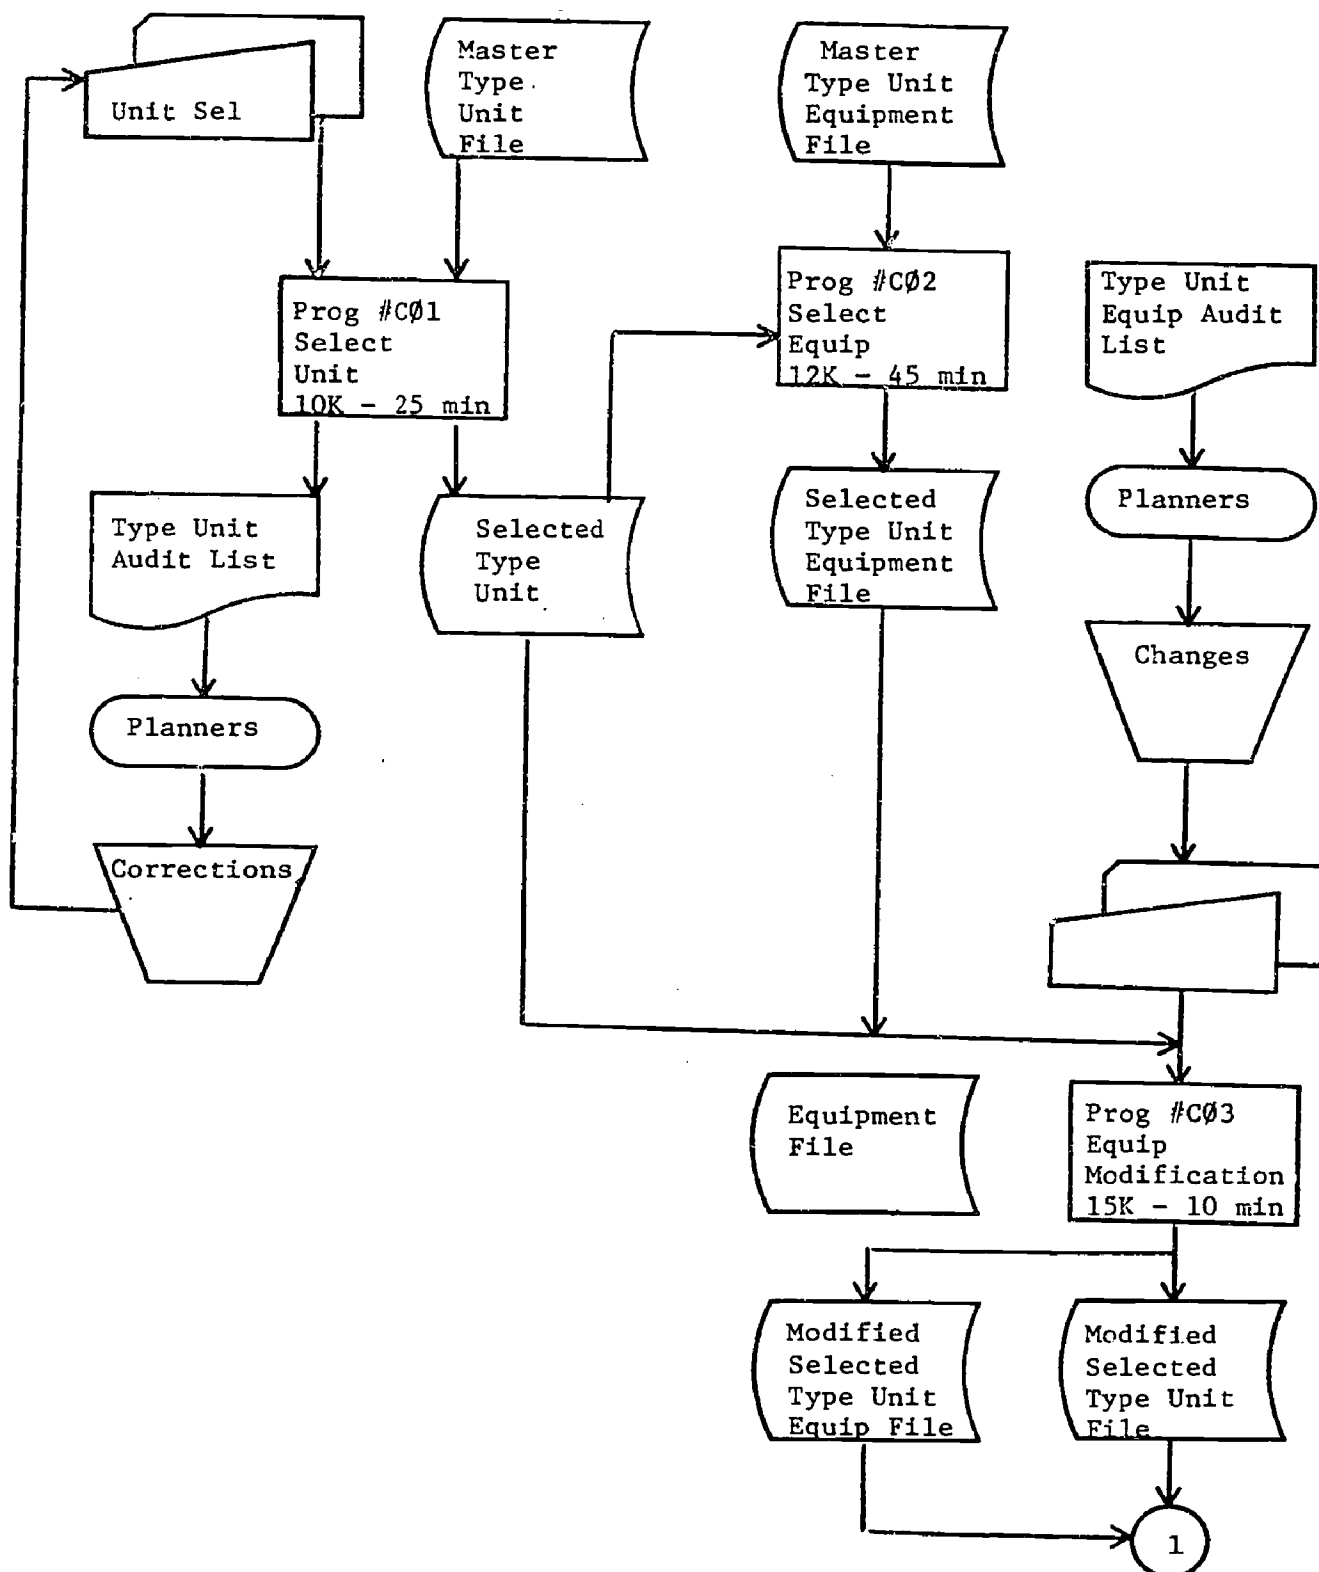 Unit Sel
Master
Type
Unit
File
Master
Type Unit
Equipment
File
Prog #CØ1
Select
Unit
10K - 25 min
Prog #CØ2
Select
Equip
12K - 45 min
Type Unit
Equip Audit
List
Type Unit
Audit List
Selected
Type
Unit
Selected
Type Unit
Equipment
File
Planners
Planners
Changes
Corrections
Equipment
File
Prog #CØ3
Equip
Modification
15K - 10 min
Modified
Selected
Type Unit
Equip File
Modified
Selected
Type Unit
File
1